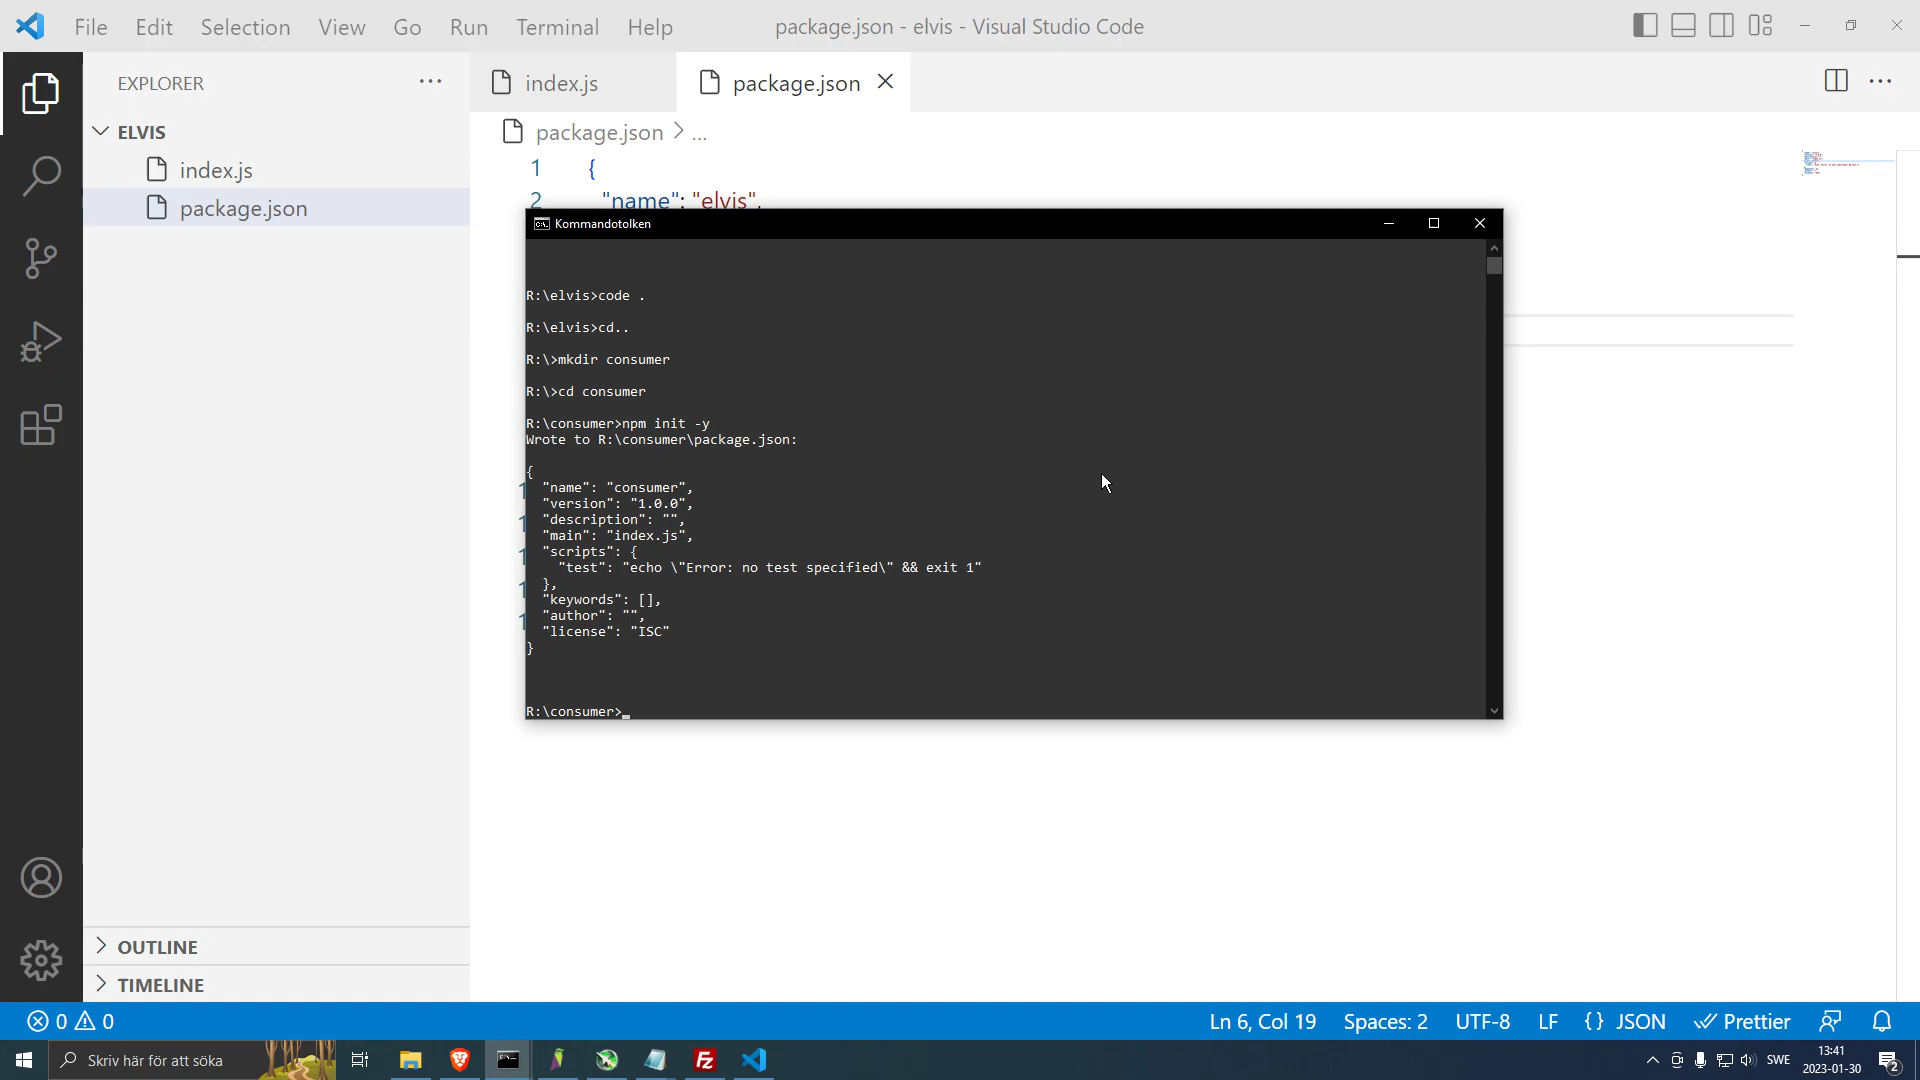 File Edit Selection View Go Run Terminal Help package.json - elvis - Visual Studio Code
EXPLORER
index.js
package.json
ELVIS
package.json > ...
index.js
package.json
1 {
2 "name": "elvis",
Kommandotolken
R:\elvis>code .
R:\elvis>cd..
R:\>mkdir consumer
R:\>cd consumer
R:\consumer>npm init -y
Wrote to R:\consumer\package.json:
{
"name": "consumer",
"version": "1.0.0",
"description": "",
"main": "index.js",
"scripts": {
"test": "echo \"Error: no test specified\" && exit 1"
},
"keywords": [],
"author": "",
"license": "ISC"
}
R:\consumer>
OUTLINE
TIMELINE
0 0 Ln 6, Col 19 Spaces: 2 UTF-8 LF {} JSON Prettier
Skriv här för att söka
SWE
13:41
2023-01-30
2